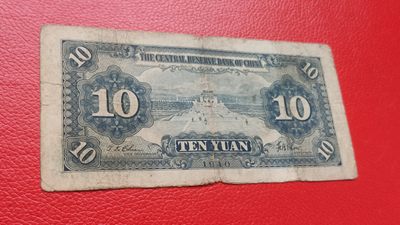 10 THE CENTRAL RESERVE BANK OF CHINA 10
10 10
TEN YUAN
10 1940 10